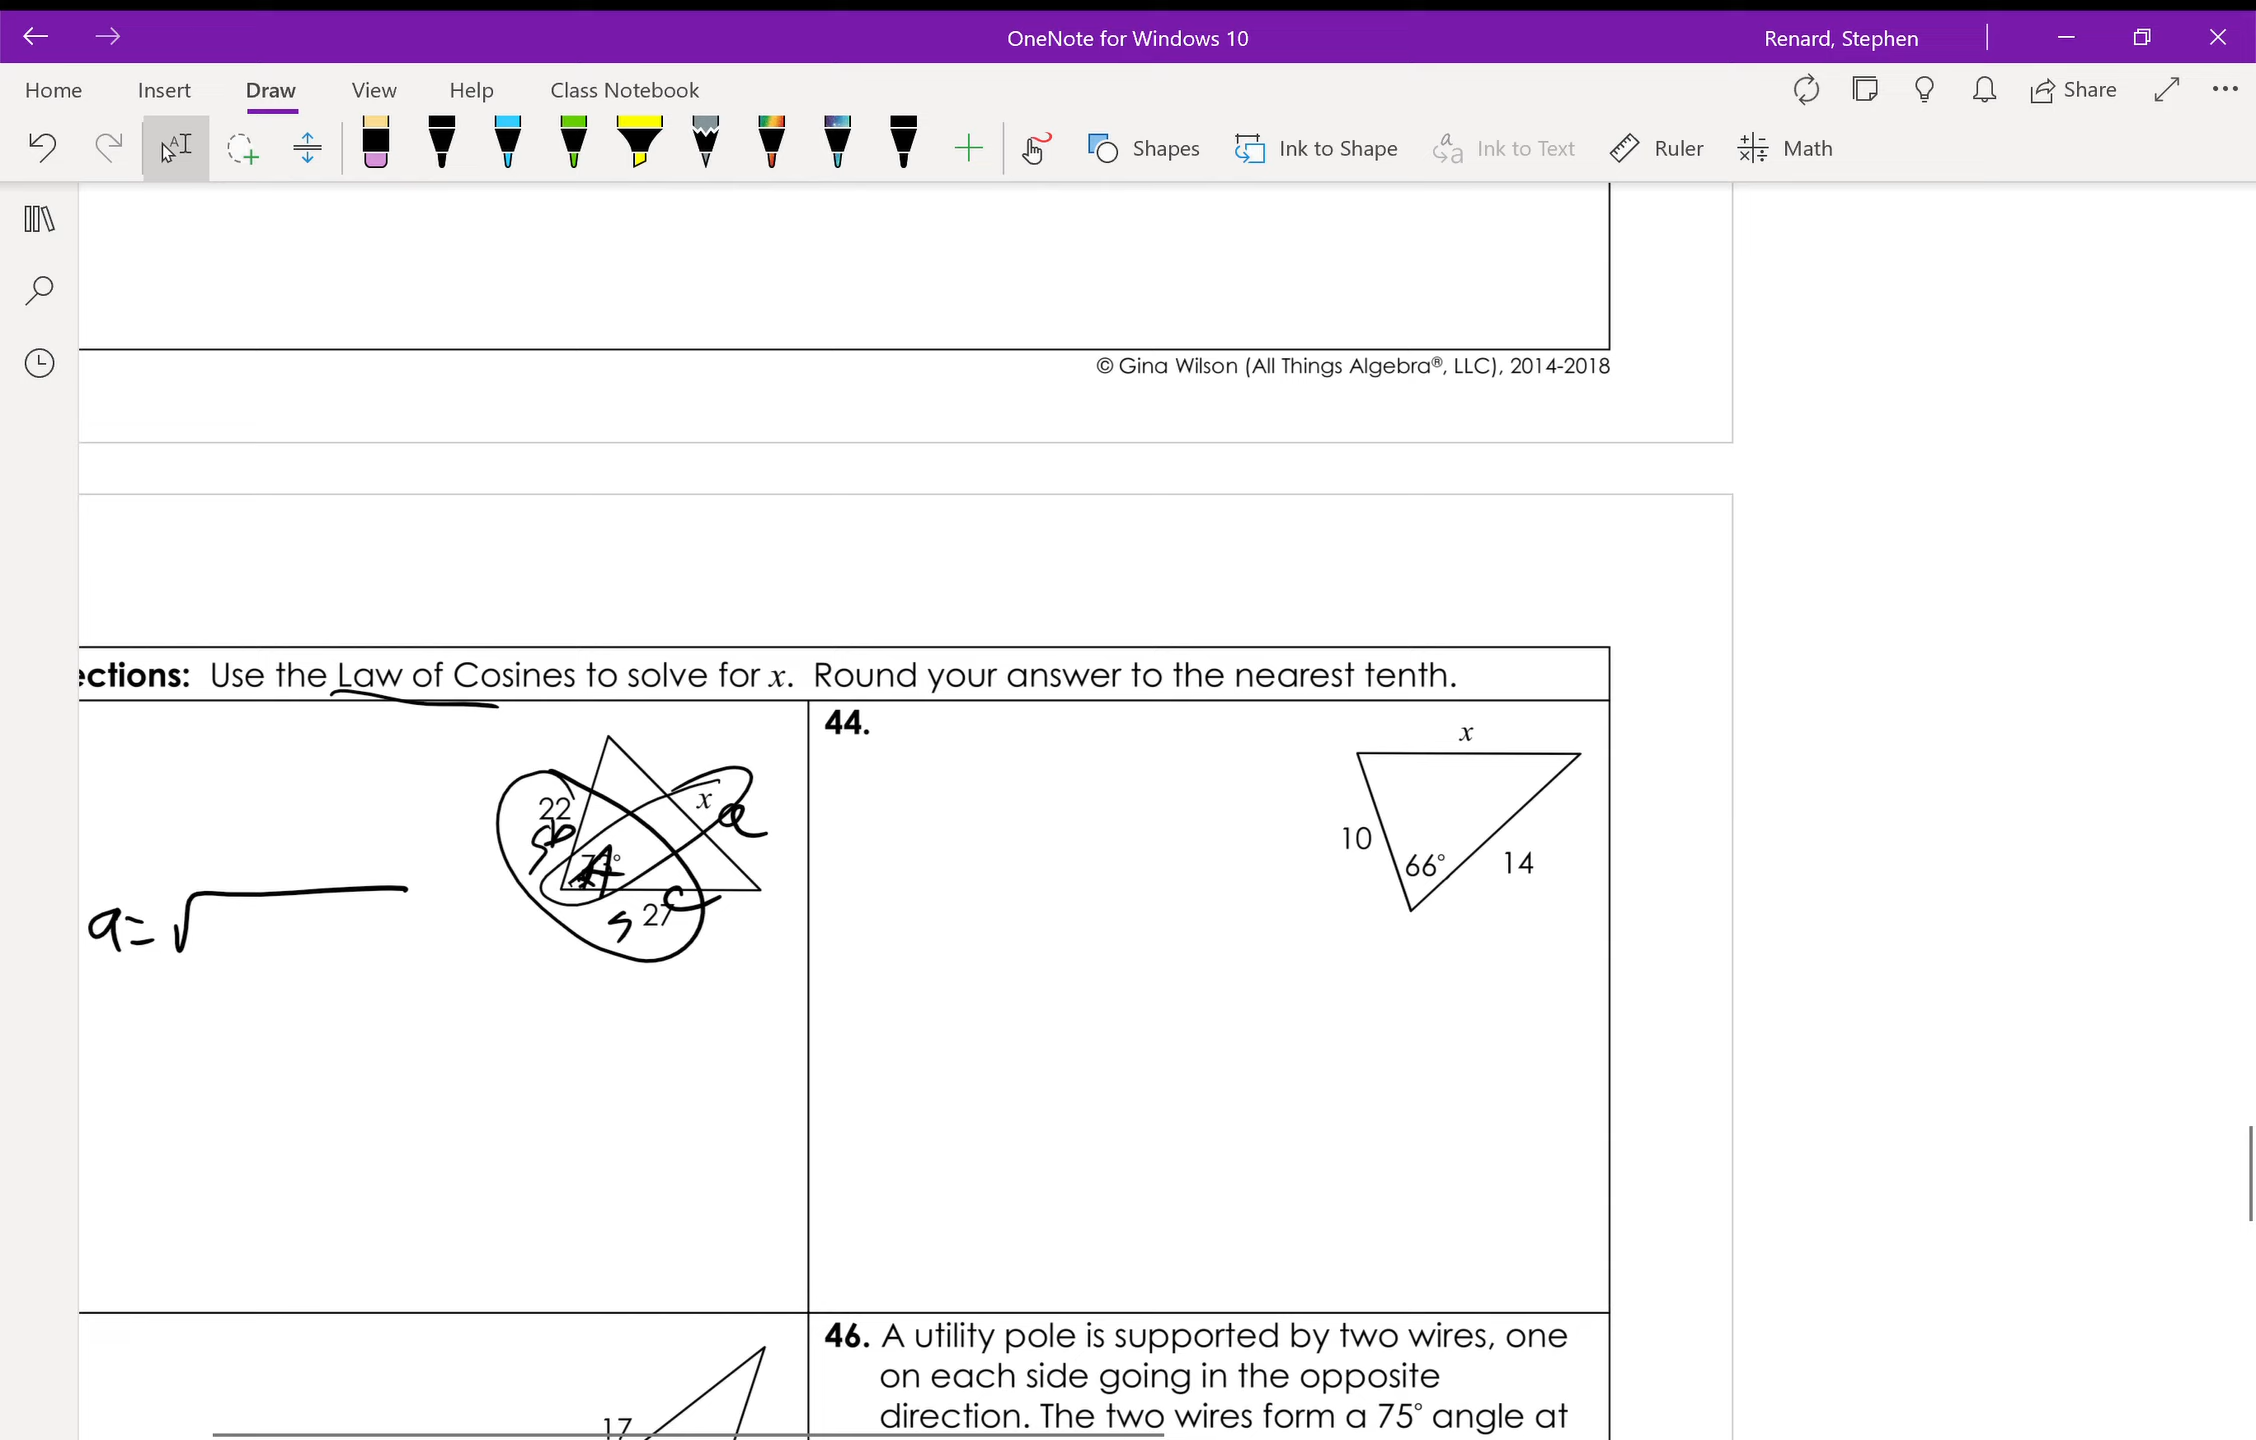 OneNote for Windows 10
Renard, Stephen
Home Insert Draw View Help Class Notebook
Share
Shapes Ink to Shape Ink to Text Ruler Math
© Gina Wilson (All Things Algebra®, LLC), 2014-2018
ections: Use the Law of Cosines to solve for x. Round your answer to the nearest tenth.
44.
x
10
66°
14
22
x
a
b
A
s
27
c
a = √
46. A utility pole is supported by two wires, one
on each side going in the opposite
direction. The two wires form a 75° angle at
17